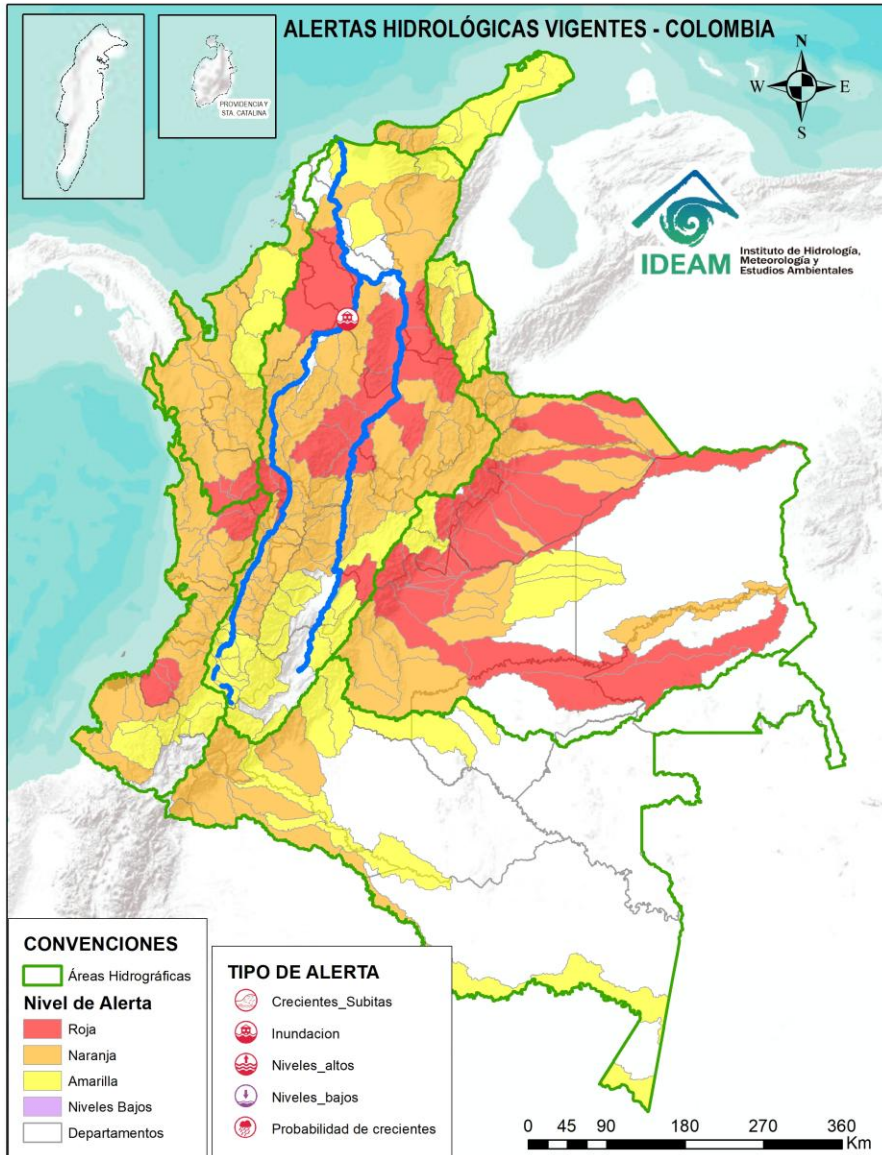 ALERTAS HIDROLÓGICAS VIGENTES - COLOMBIA
PROVIDENCIA Y
STA. CATALINA
N
W
E
S
IDEAM
Instituto de Hidrología,
Meteorología y
Estudios Ambientales
CONVENCIONES
Áreas Hidrográficas
Nivel de Alerta
Roja
Naranja
Amarilla
Niveles Bajos
Departamentos
TIPO DE ALERTA
Crecientes_Subitas
Inundacion
Niveles_altos
Niveles_bajos
Probabilidad de crecientes
0 45 90 180 270 360
Km